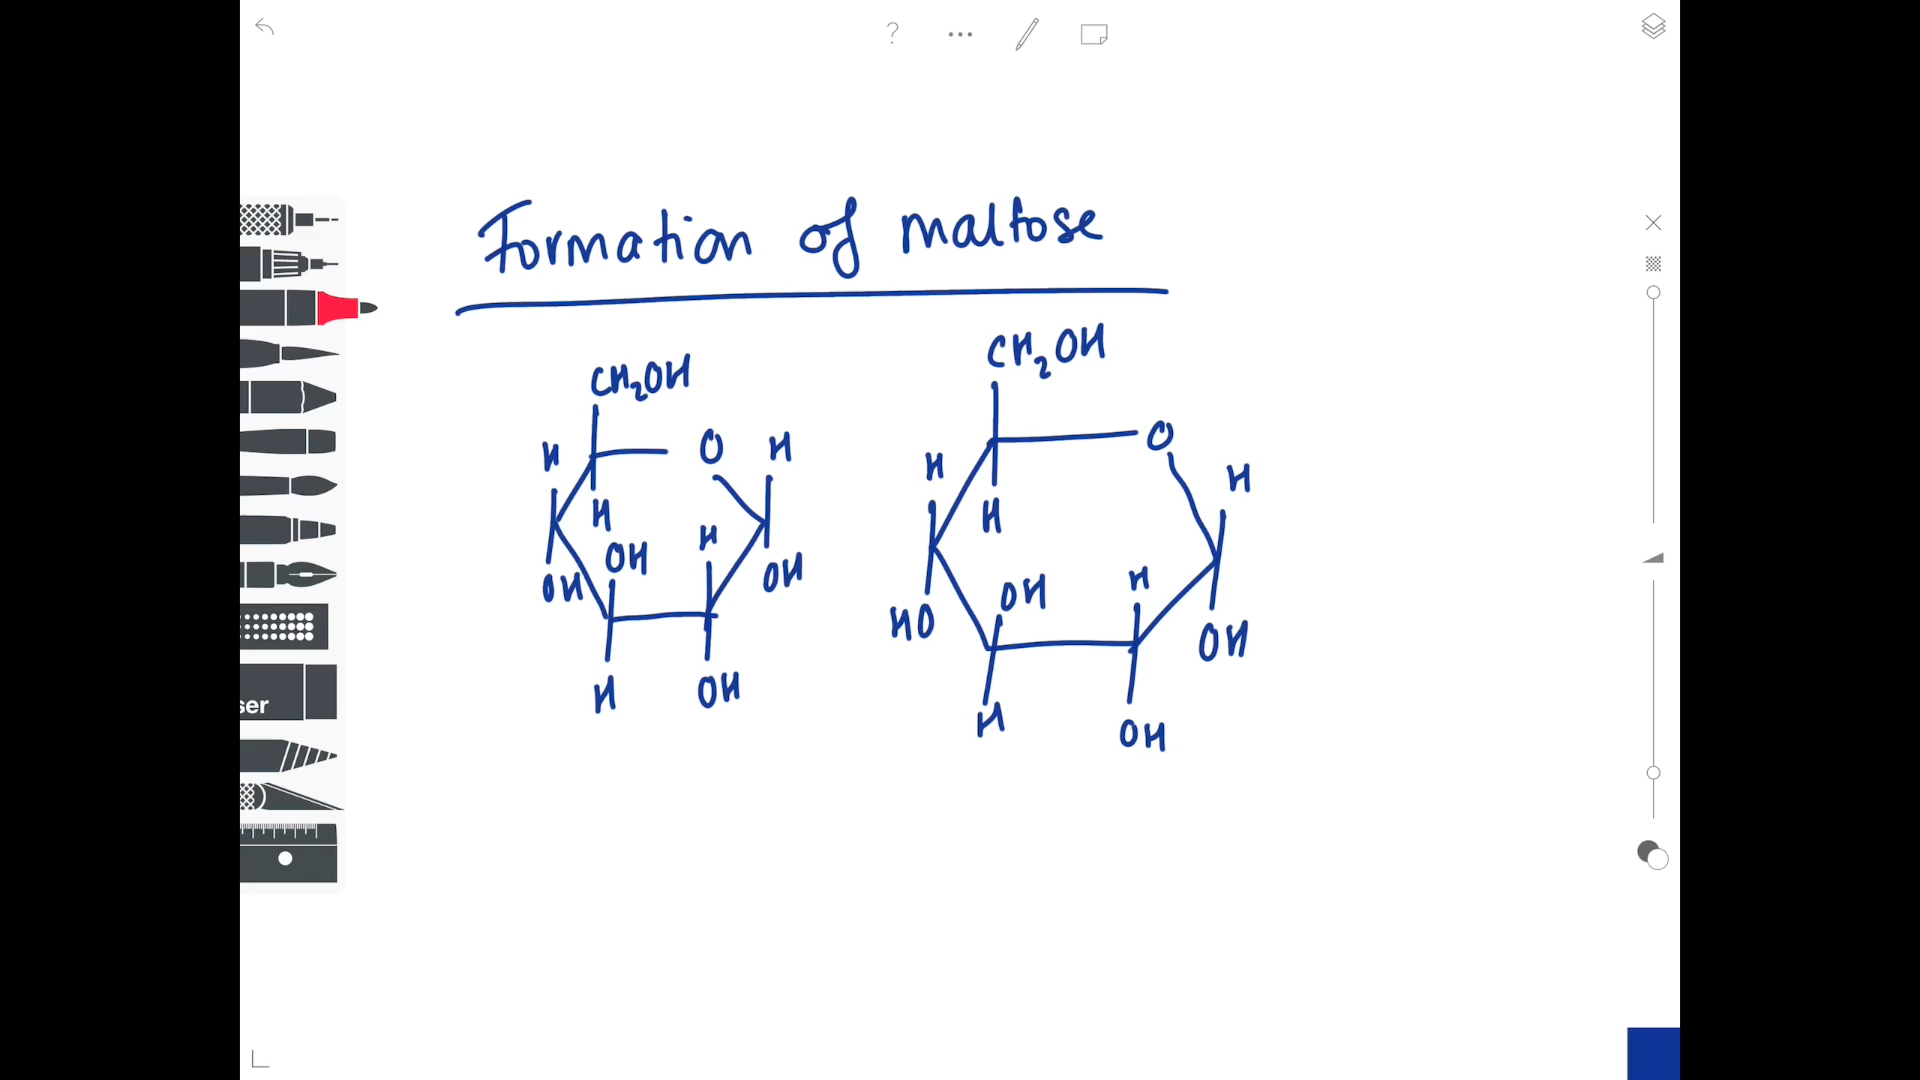 ?
Formation of maltose
CH₂OH CH₂OH
H O H H O H
H H
OH H OH H
OH OH HO OH
H OH H OH
ser